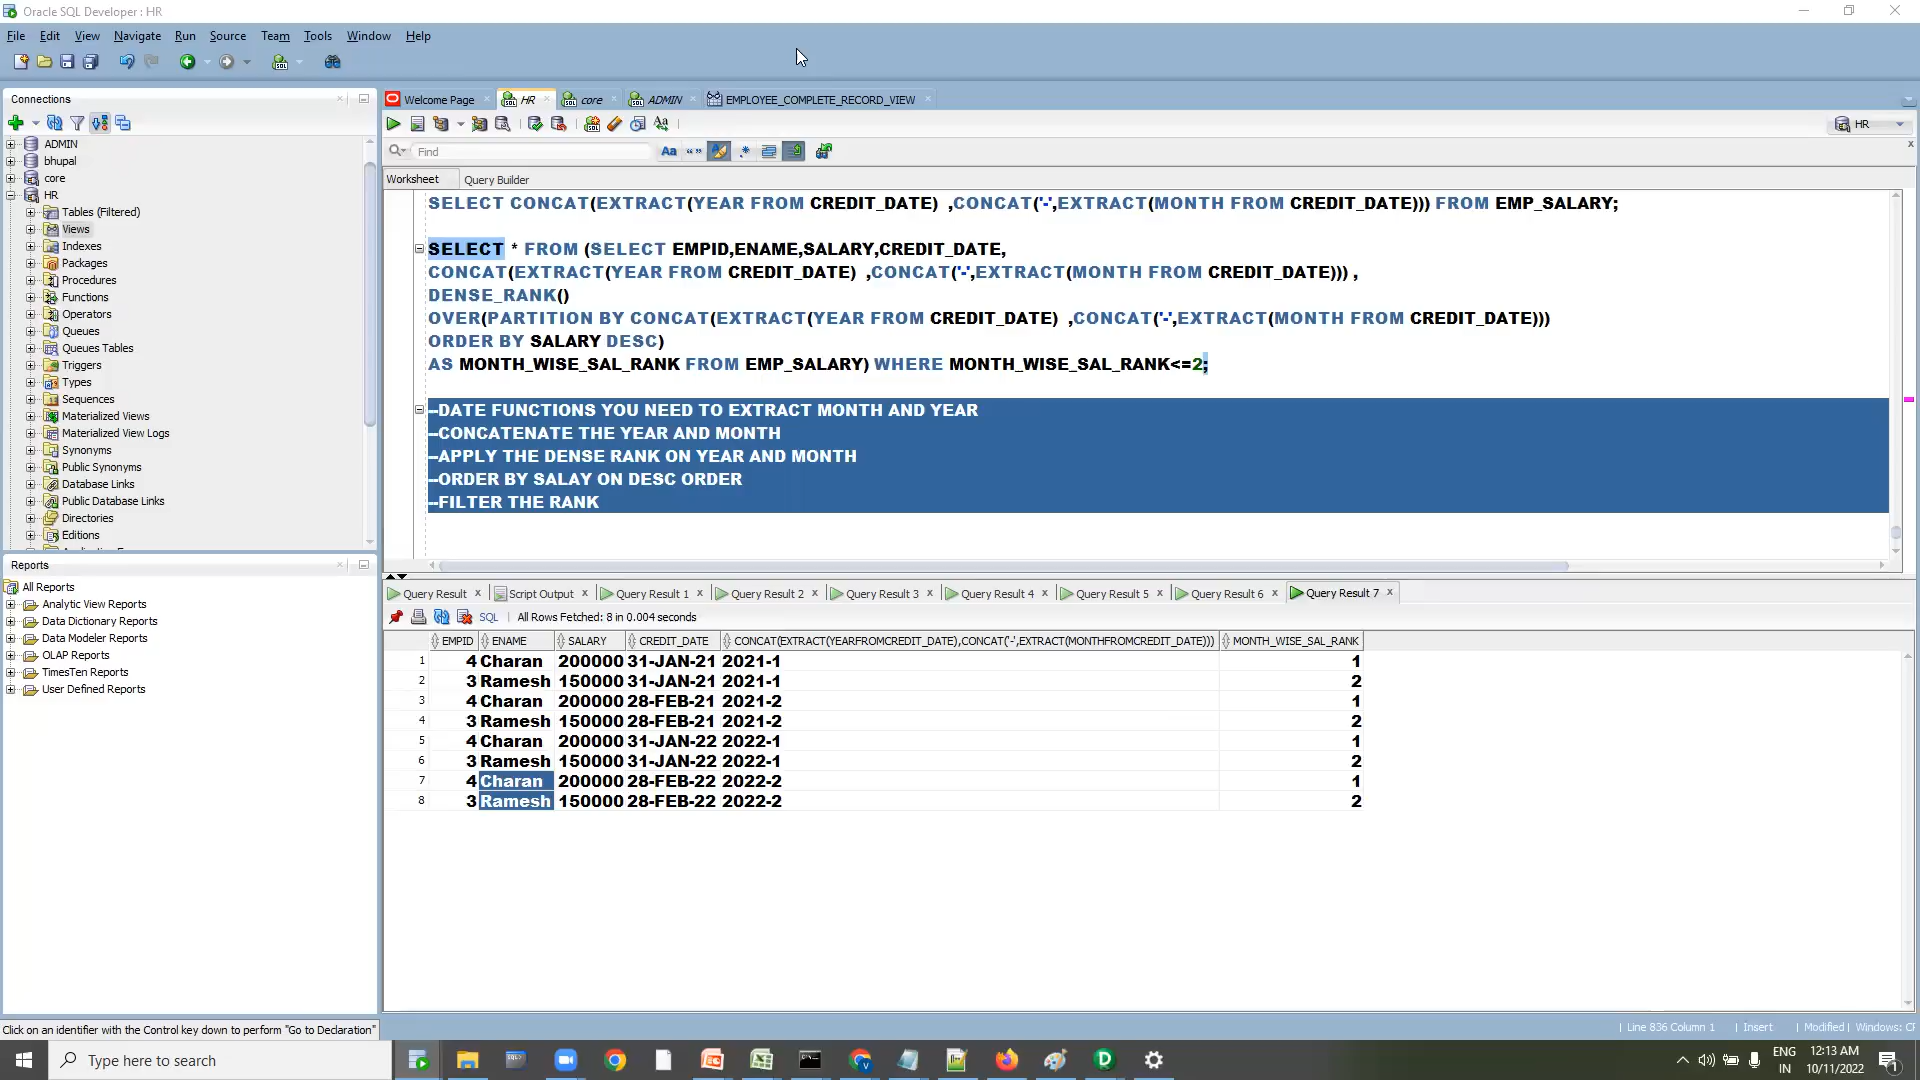 Oracle SQL Developer : HR
File Edit View Navigate Run Source Team Tools Window Help
Connections
ADMIN
bhupal
core
HR
Tables (Filtered)
Views
Indexes
Packages
Procedures
Functions
Operators
Queues
Queues Tables
Triggers
Types
Sequences
Materialized Views
Materialized View Logs
Synonyms
Public Synonyms
Database Links
Public Database Links
Directories
Editions
Reports
All Reports
Analytic View Reports
Data Dictionary Reports
Data Modeler Reports
OLAP Reports
TimesTen Reports
User Defined Reports
Welcome Page HR core ADMIN EMPLOYEE_COMPLETE_RECORD_VIEW
HR
Find
Worksheet Query Builder
SELECT CONCAT(EXTRACT(YEAR FROM CREDIT_DATE) ,CONCAT('-',EXTRACT(MONTH FROM CREDIT_DATE))) FROM EMP_SALARY;
SELECT * FROM (SELECT EMPID,ENAME,SALARY,CREDIT_DATE,
CONCAT(EXTRACT(YEAR FROM CREDIT_DATE) ,CONCAT('-',EXTRACT(MONTH FROM CREDIT_DATE))) ,
DENSE_RANK()
OVER(PARTITION BY CONCAT(EXTRACT(YEAR FROM CREDIT_DATE) ,CONCAT('-',EXTRACT(MONTH FROM CREDIT_DATE)))
ORDER BY SALARY DESC)
AS MONTH_WISE_SAL_RANK FROM EMP_SALARY) WHERE MONTH_WISE_SAL_RANK<=2;
--DATE FUNCTIONS YOU NEED TO EXTRACT MONTH AND YEAR
--CONCATENATE THE YEAR AND MONTH
--APPLY THE DENSE RANK ON YEAR AND MONTH
--ORDER BY SALAY ON DESC ORDER
--FILTER THE RANK
Query Result Script Output Query Result 1 Query Result 2 Query Result 3 Query Result 4 Query Result 5 Query Result 6 Query Result 7
SQL All Rows Fetched: 8 in 0.004 seconds
EMPID ENAME SALARY CREDIT_DATE CONCAT(EXTRACT(YEARFROMCREDIT_DATE),CONCAT('-',EXTRACT(MONTHFROMCREDIT_DATE))) MONTH_WISE_SAL_RANK
1 4 Charan 200000 31-JAN-21 2021-1 1
2 3 Ramesh 150000 31-JAN-21 2021-1 2
3 4 Charan 200000 28-FEB-21 2021-2 1
4 3 Ramesh 150000 28-FEB-21 2021-2 2
5 4 Charan 200000 31-JAN-22 2022-1 1
6 3 Ramesh 150000 31-JAN-22 2022-1 2
7 4 Charan 200000 28-FEB-22 2022-2 1
8 3 Ramesh 150000 28-FEB-22 2022-2 2
Click on an identifier with the Control key down to perform "Go to Declaration"
Line 836 Column 1 Insert Modified Windows: CF
Type here to search
ENG
IN
12:13 AM
10/11/2022